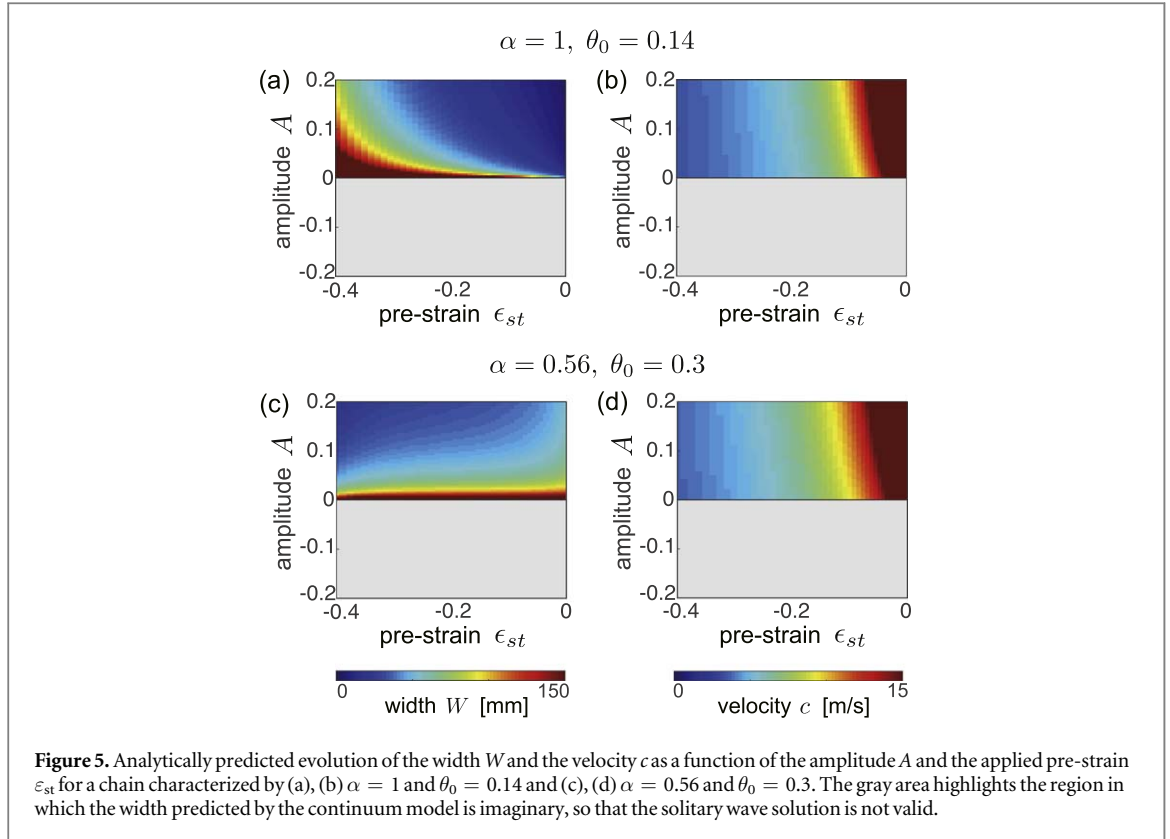 α = 1, θ₀ = 0.14
(a)
(b)
amplitude A
0.2
0.1
0
-0.1
-0.2
-0.4
-0.2
0
pre-strain ϵst
amplitude A
0.2
0.1
0
-0.1
-0.2
-0.4
-0.2
0
pre-strain ϵst
α = 0.56, θ₀ = 0.3
(c)
(d)
amplitude A
0.2
0.1
0
-0.1
-0.2
-0.4
-0.2
0
pre-strain ϵst
amplitude A
0.2
0.1
0
-0.1
-0.2
-0.4
-0.2
0
pre-strain ϵst
0 150
width W [mm]
0 15
velocity c [m/s]
Figure 5. Analytically predicted evolution of the width W and the velocity c as a function of the amplitude A and the applied pre-strain
εst for a chain characterized by (a), (b) α = 1 and θ₀ = 0.14 and (c), (d) α = 0.56 and θ₀ = 0.3. The gray area highlights the region in
which the width predicted by the continuum model is imaginary, so that the solitary wave solution is not valid.